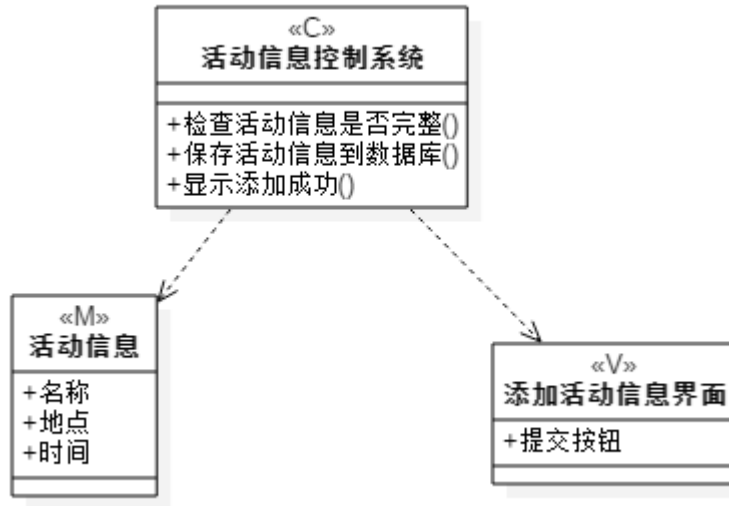 «C»
活动信息控制系统
+检查活动信息是否完整()
+保存活动信息到数据库()
+显示添加成功()
«M»
活动信息
+名称
+地点
+时间
«V»
添加活动信息界面
+提交按钮